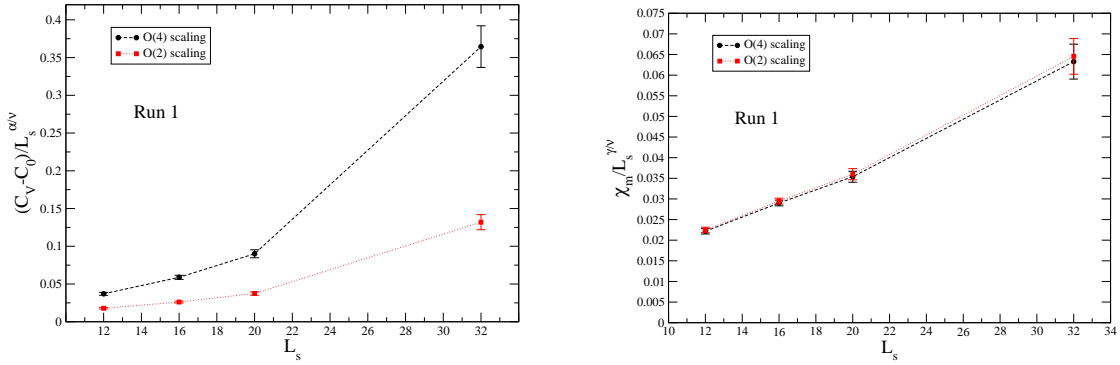 0.4
0.35
0.3
0.25
0.2
0.15
0.1
0.05
0
(C_V-C_0)/L_s^{α/ν}
O(4) scaling
O(2) scaling
Run 1
12 14 16 18 20 22 24 26 28 30 32
L_s
0.075
0.07
0.065
0.06
0.055
0.05
0.045
0.04
0.035
0.03
0.025
0.02
0.015
0.01
0.005
0
χ_m/L_s^{γ/ν}
O(4) scaling
O(2) scaling
Run 1
10 12 14 16 18 20 22 24 26 28 30 32 34
L_s